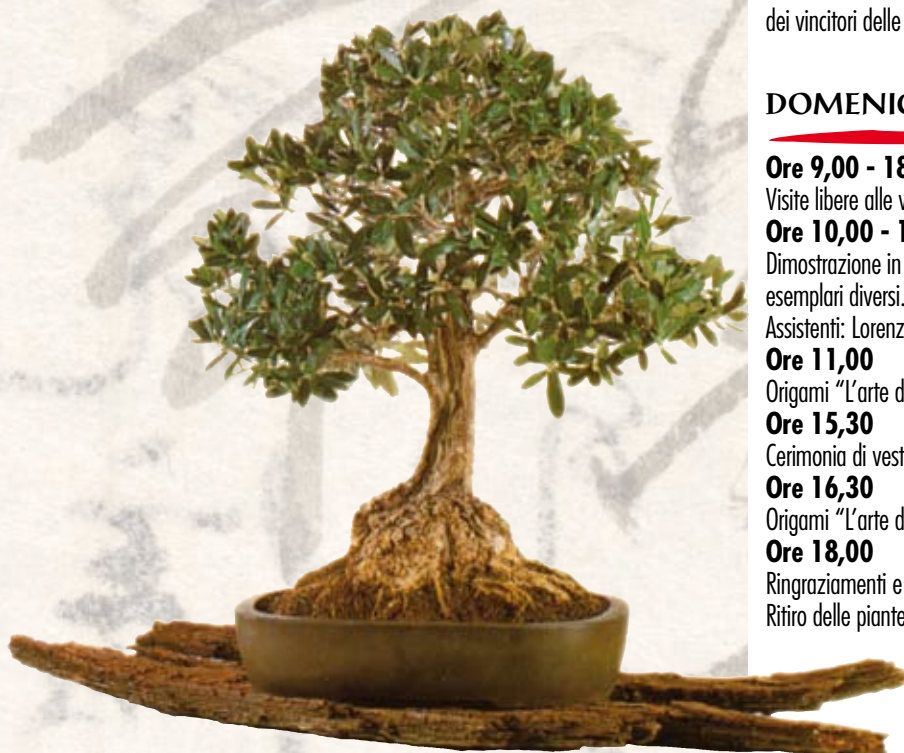 dei vincitori delle
DOMENIC
Ore 9,00 - 18
Visite libere alle v
Ore 10,00 - 1
Dimostrazione in
esemplari diversi.
Assistenti: Lorenz
Ore 11,00
Origami “L’arte d
Ore 15,30
Cerimonia di vest
Ore 16,30
Origami “L’arte d
Ore 18,00
Ringraziamenti e
Ritiro delle piante